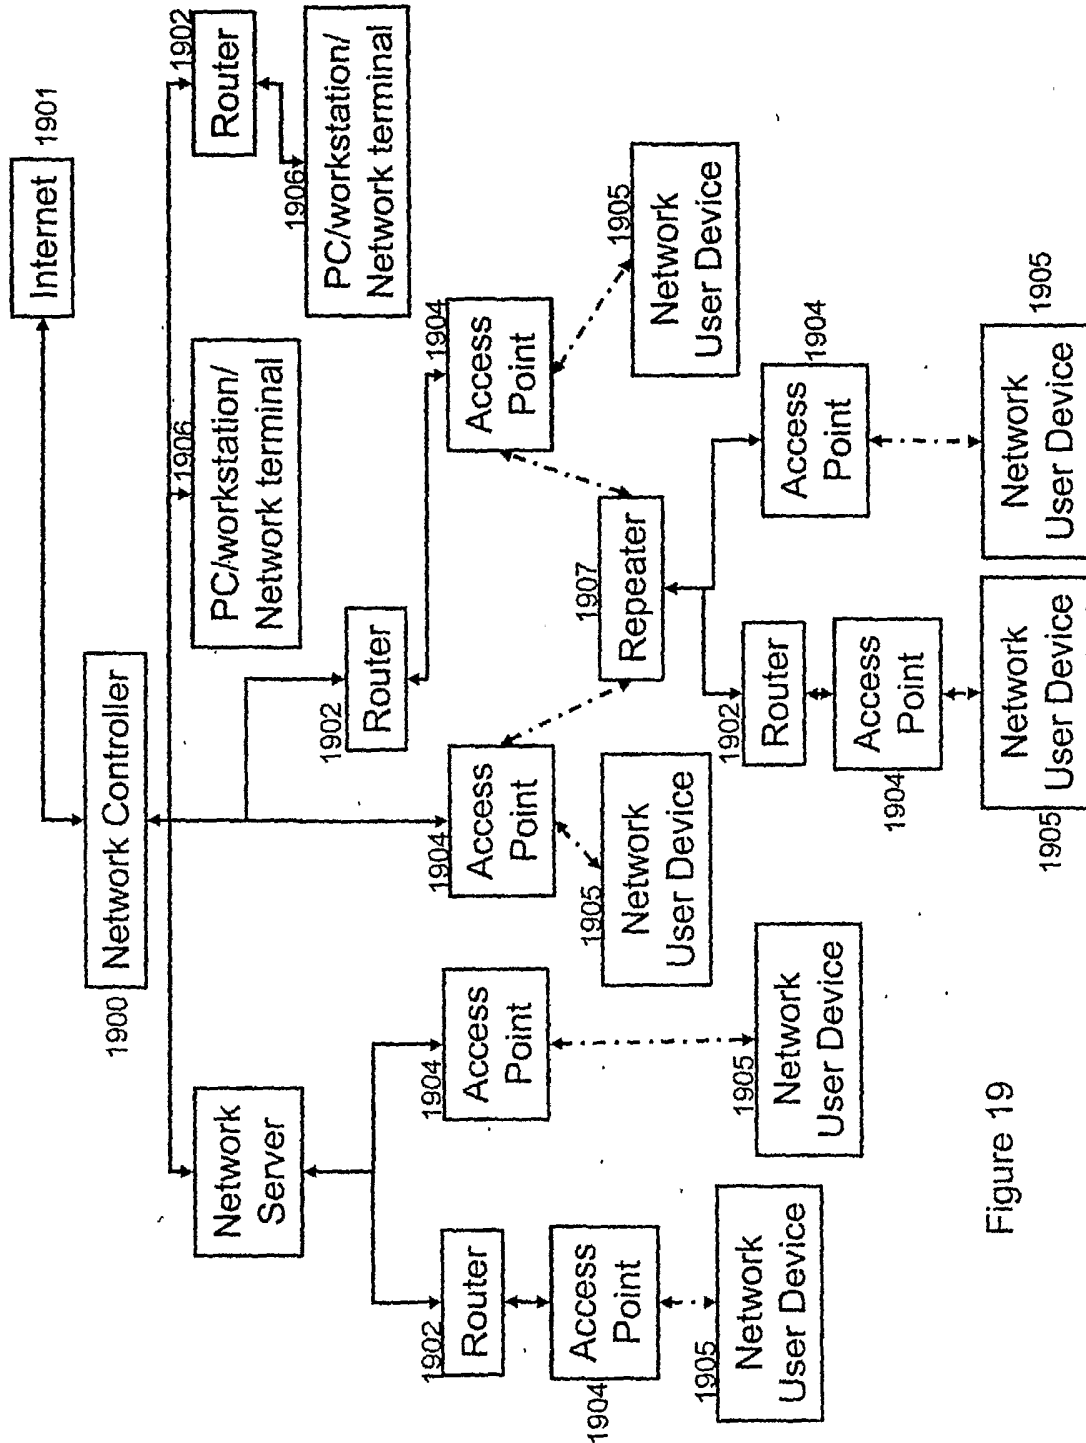 Internet
1901
1900
Network Controller
1902
Router
1906
PC/workstation/
Network terminal
1906
PC/workstation/
Network terminal
Network
Server
1902
Router
1904
Access
Point
1904
Access
Point
1904
Access
Point
1902
Router
1904
Access
Point
1905
Network
User Device
1905
Network
User Device
1905
Network
User Device
1905
Network
User Device
1907
Repeater
1902
Router
1904
Access
Point
1904
Access
Point
1905
Network
User Device
1905
Network
User Device
Figure 19